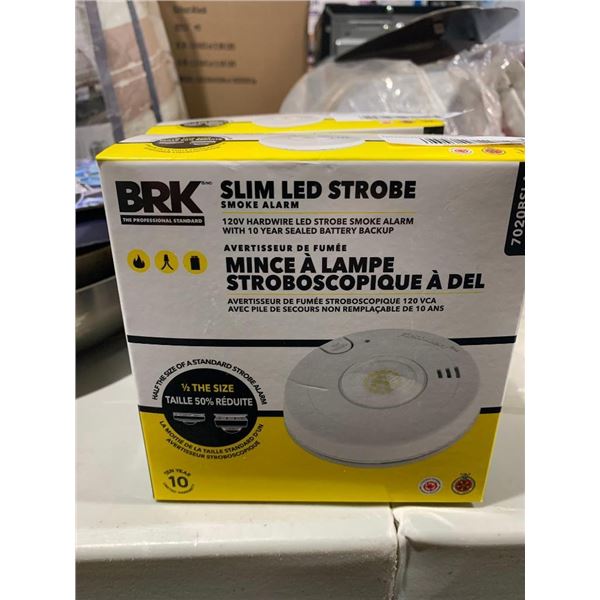 BRK
THE PROFESSIONAL STANDARD
SLIM LED STROBE
SMOKE ALARM
120V HARDWIRE LED STROBE SMOKE ALARM
WITH 10 YEAR SEALED BATTERY BACKUP
AVERTISSEUR DE FUMÉE
MINCE À LAMPE
STROBOSCOPIQUE À DEL
AVERTISSEUR DE FUMÉE STROBOSCOPIQUE 120 VCA
AVEC PILE DE SECOURS NON REMPLAÇABLE DE 10 ANS
7020BSL
HALF THE SIZE OF A STANDARD STROBE ALARM
½ THE SIZE
TAILLE 50% RÉDUITE
LA MOITIÉ DE LA TAILLE STANDARD D'UN
AVERTISSEUR STROBOSCOPIQUE
TEN YEAR
10